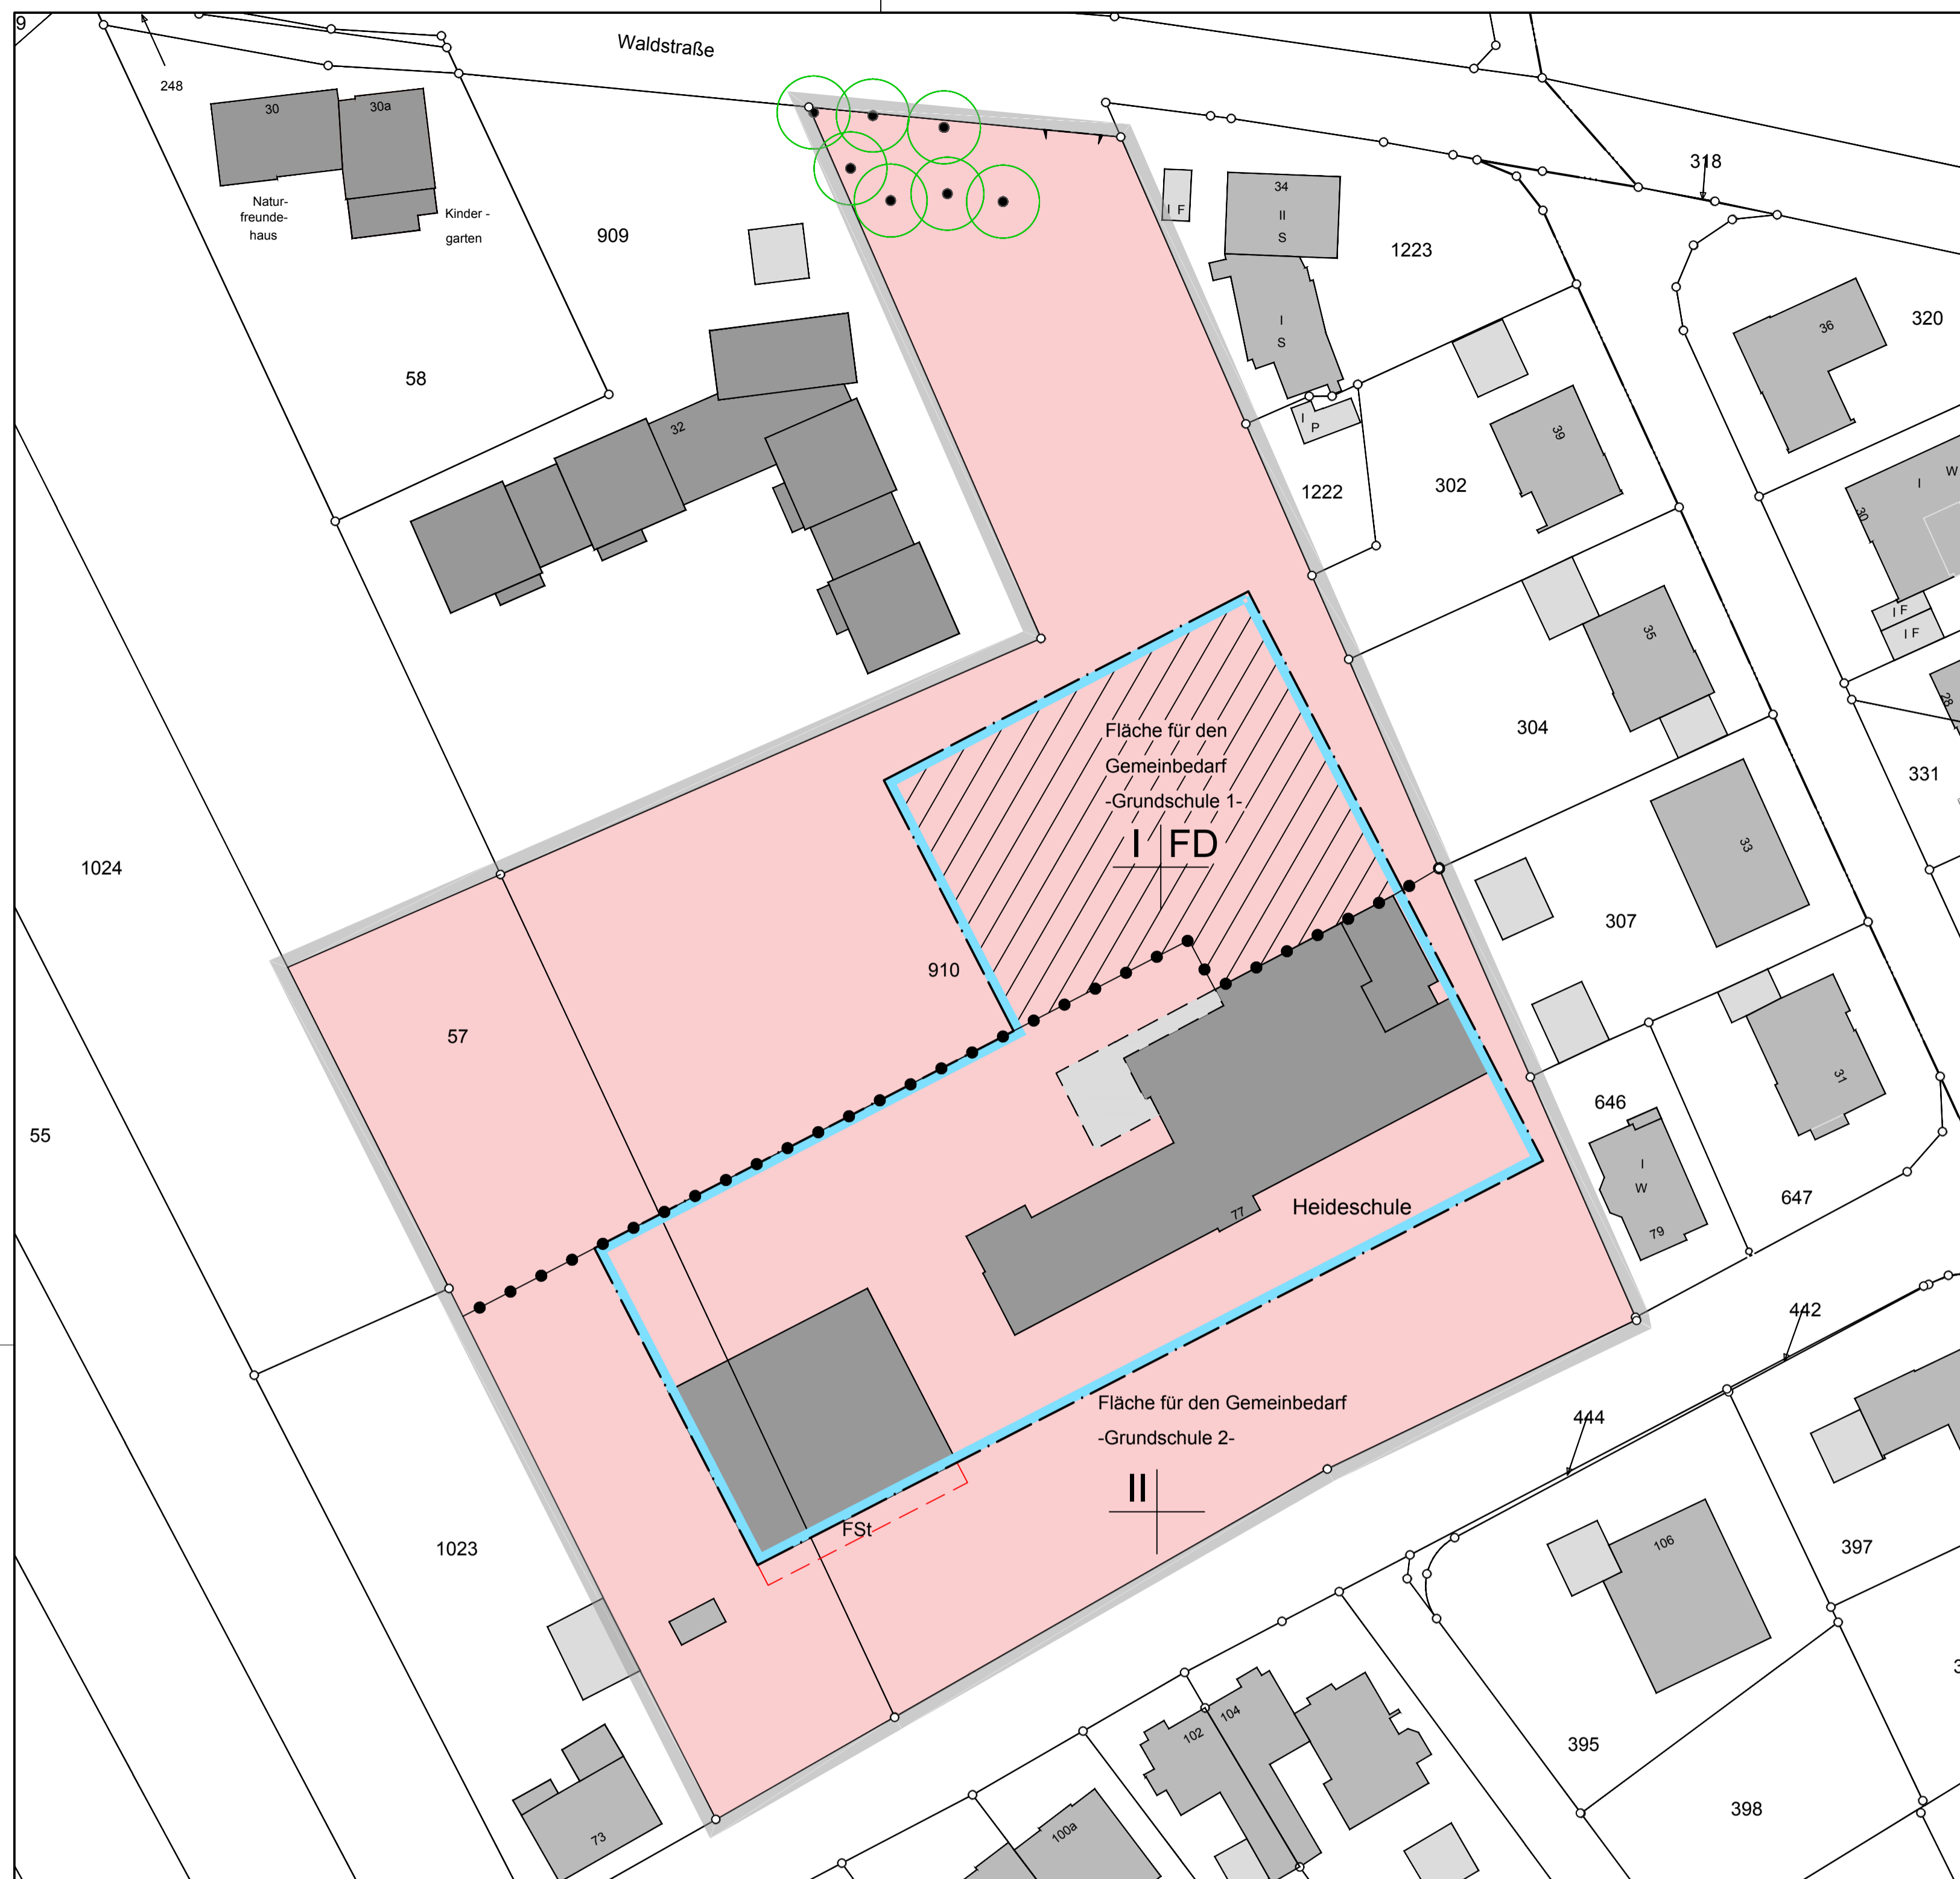 9
Waldstraße
248
30
30a
Natur-
freunde-
haus
Kinder -
garten
909
58
32
34
II
S
I F
I
S
1223
318
320
36
I
P
1222
302
39
I
W
30
I F
I F
35
304
28
331
33
307
Fläche für den
Gemeinbedarf
-Grundschule 1-
I FD
910
1024
57
55
646
31
I
W
79
647
Heideschule
77
442
444
Fläche für den Gemeinbedarf
-Grundschule 2-
II
FSt
1023
106
397
395
398
102
104
100a
73